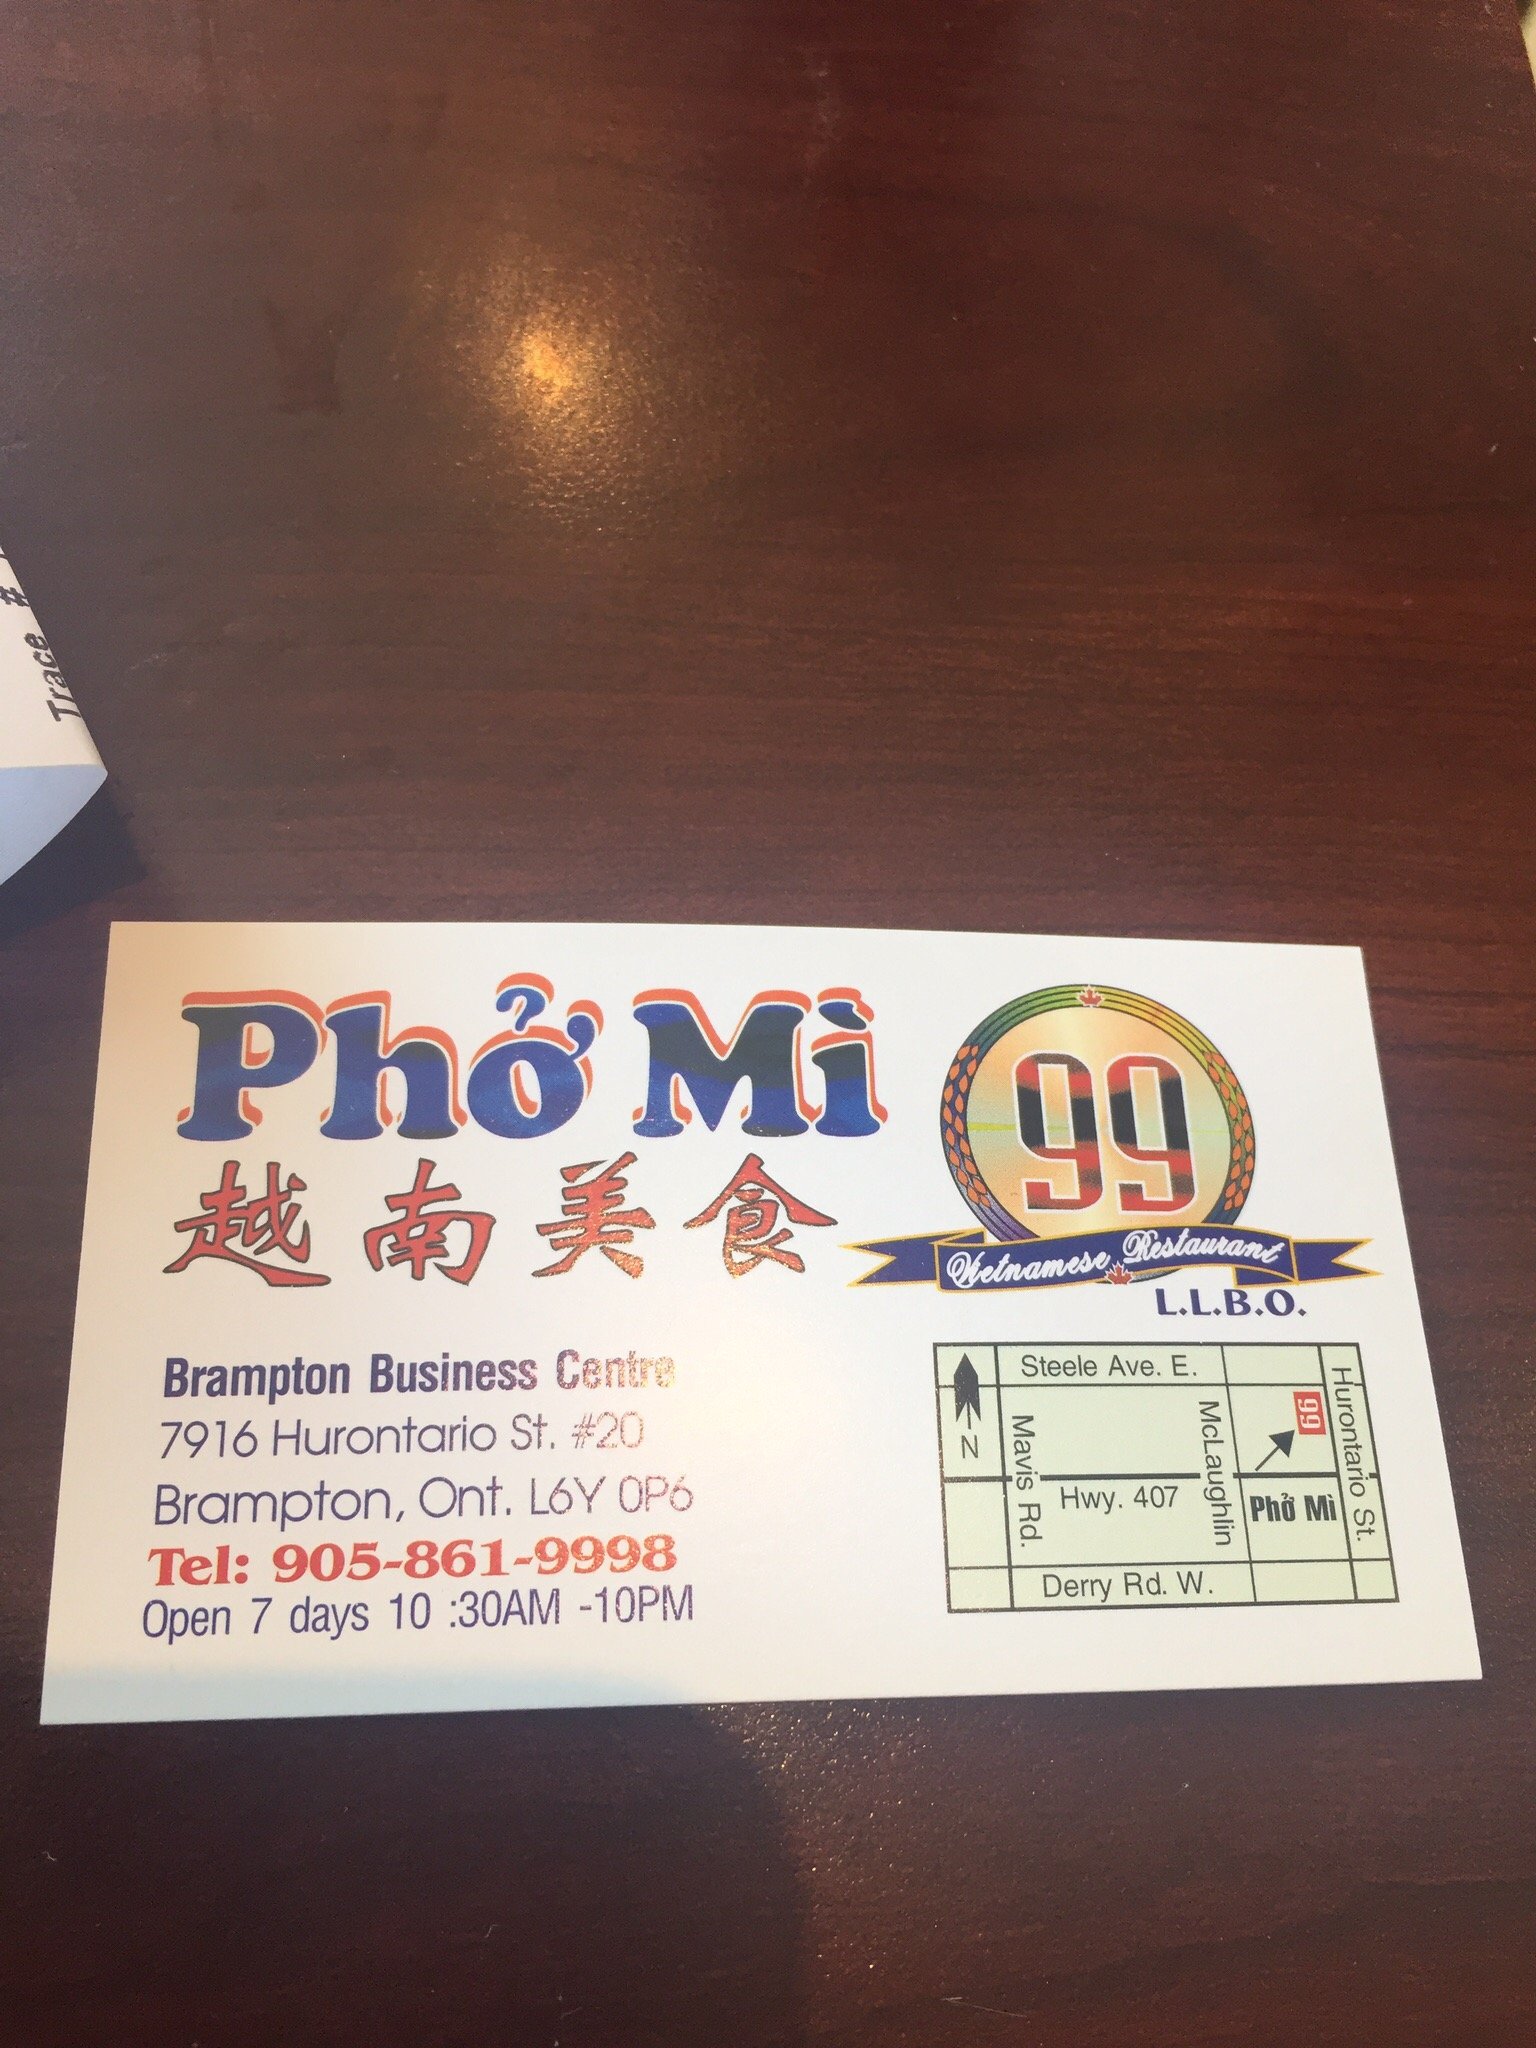 Trace #
Phở Mì
越南美食
99
Vietnamese Restaurant
L.L.B.O.
Brampton Business Centre
7916 Hurontario St. #20
Brampton, Ont. L6Y 0P6
Tel: 905-861-9998
Open 7 days 10 :30AM -10PM
Steele Ave. E.
N
Mavis Rd.
McLaughlin
99
Hurontario St.
Hwy. 407
Phở Mì
Derry Rd. W.